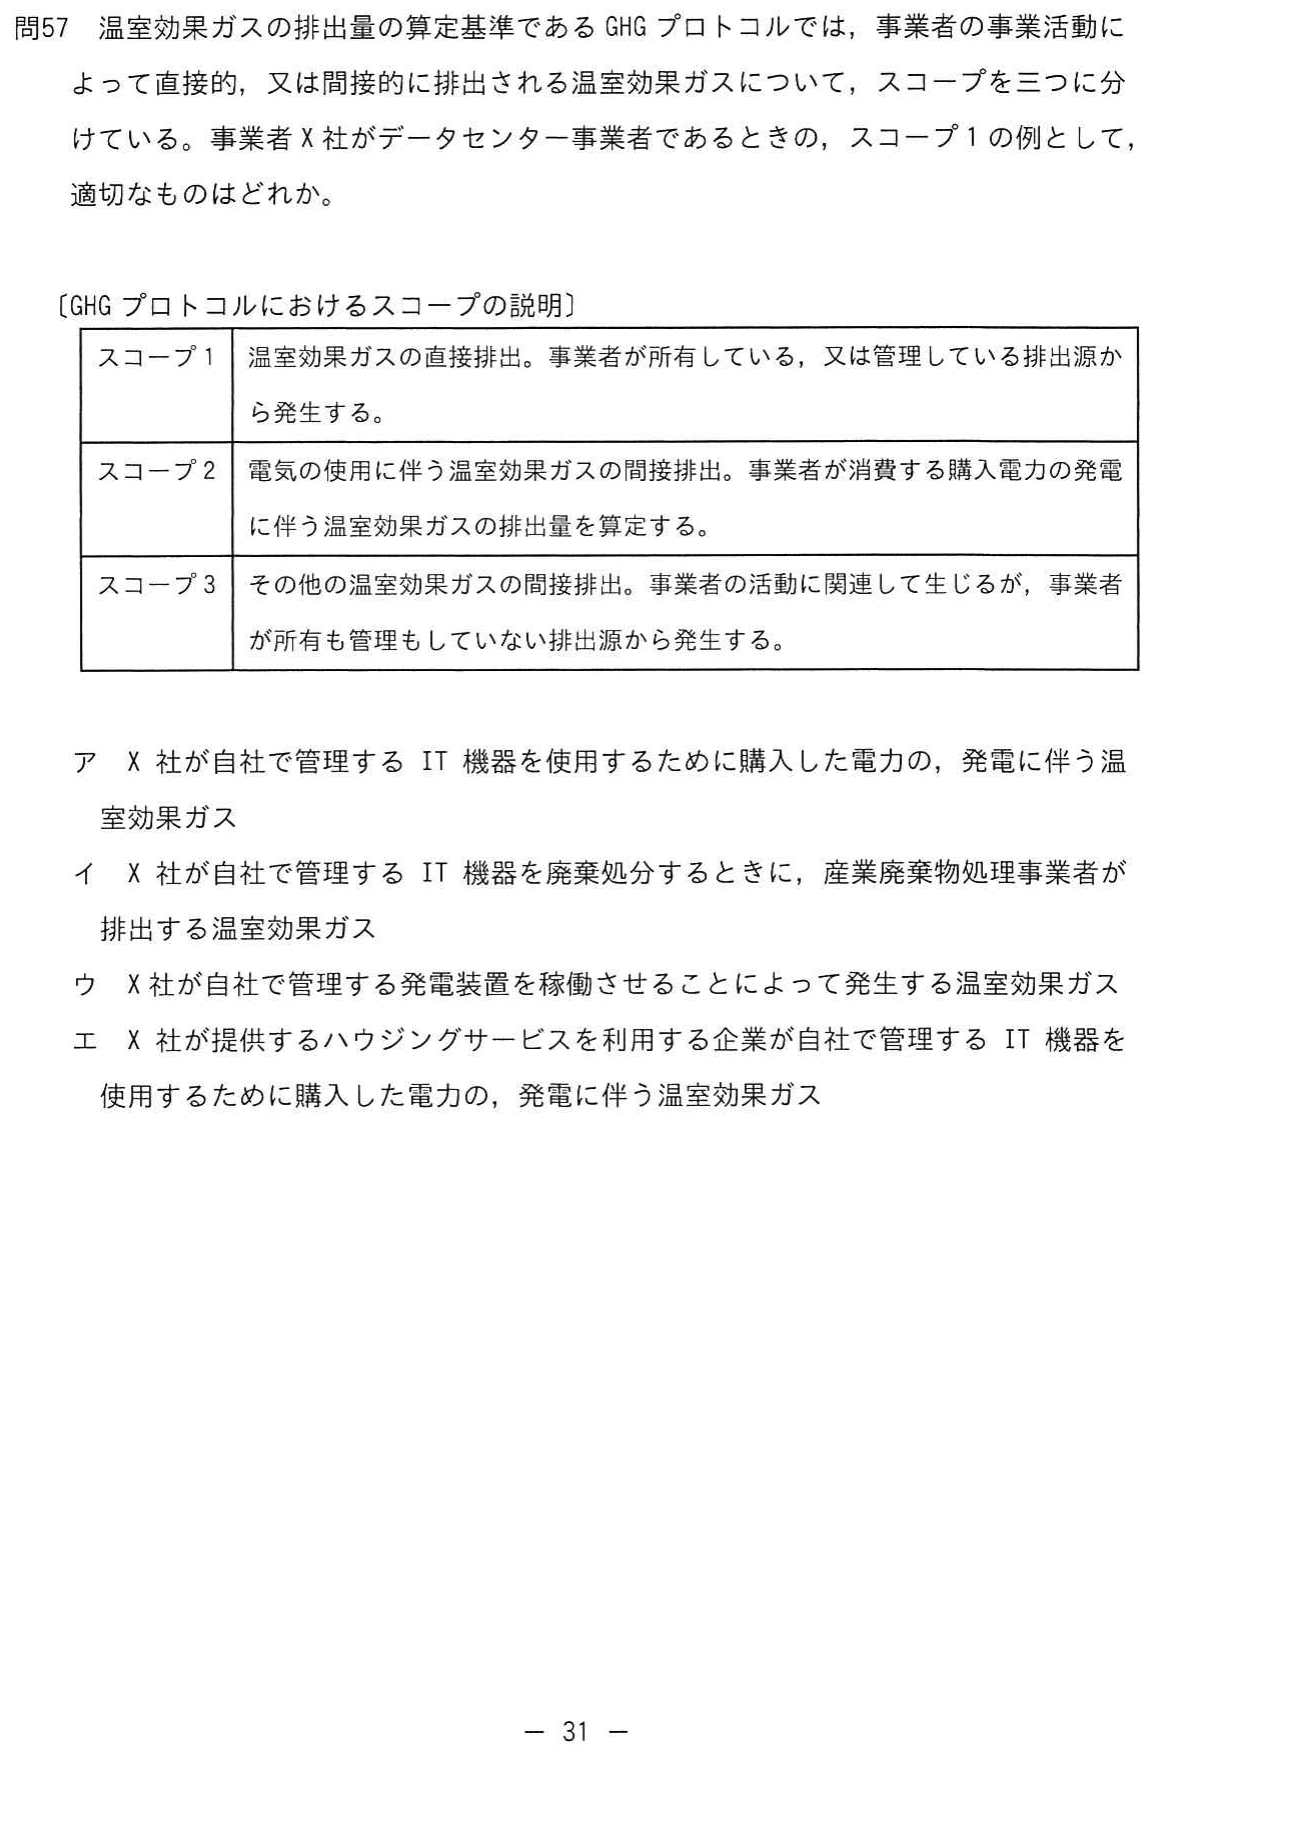 問57 温室効果ガスの排出量の算定基準である GHG プロトコルでは，事業者の事業活動に
よって直接的，又は間接的に排出される温室効果ガスについて，スコープを三つに分
けている。事業者 X 社がデータセンター事業者であるときの，スコープ 1 の例として，
適切なものはどれか。
〔GHG プロトコルにおけるスコープの説明〕
スコープ 1 温室効果ガスの直接排出。事業者が所有している，又は管理している排出源か
ら発生する。
スコープ 2 電気の使用に伴う温室効果ガスの間接排出。事業者が消費する購入電力の発電
に伴う温室効果ガスの排出量を算定する。
スコープ 3 その他の温室効果ガスの間接排出。事業者の活動に関連して生じるが，事業者
が所有も管理もしていない排出源から発生する。
ア X 社が自社で管理する IT 機器を使用するために購入した電力の，発電に伴う温
室効果ガス
イ X 社が自社で管理する IT 機器を廃棄処分するときに，産業廃棄物処理事業者が
排出する温室効果ガス
ウ X 社が自社で管理する発電装置を稼働させることによって発生する温室効果ガス
エ X 社が提供するハウジングサービスを利用する企業が自社で管理する IT 機器を
使用するために購入した電力の，発電に伴う温室効果ガス
－ 31 －